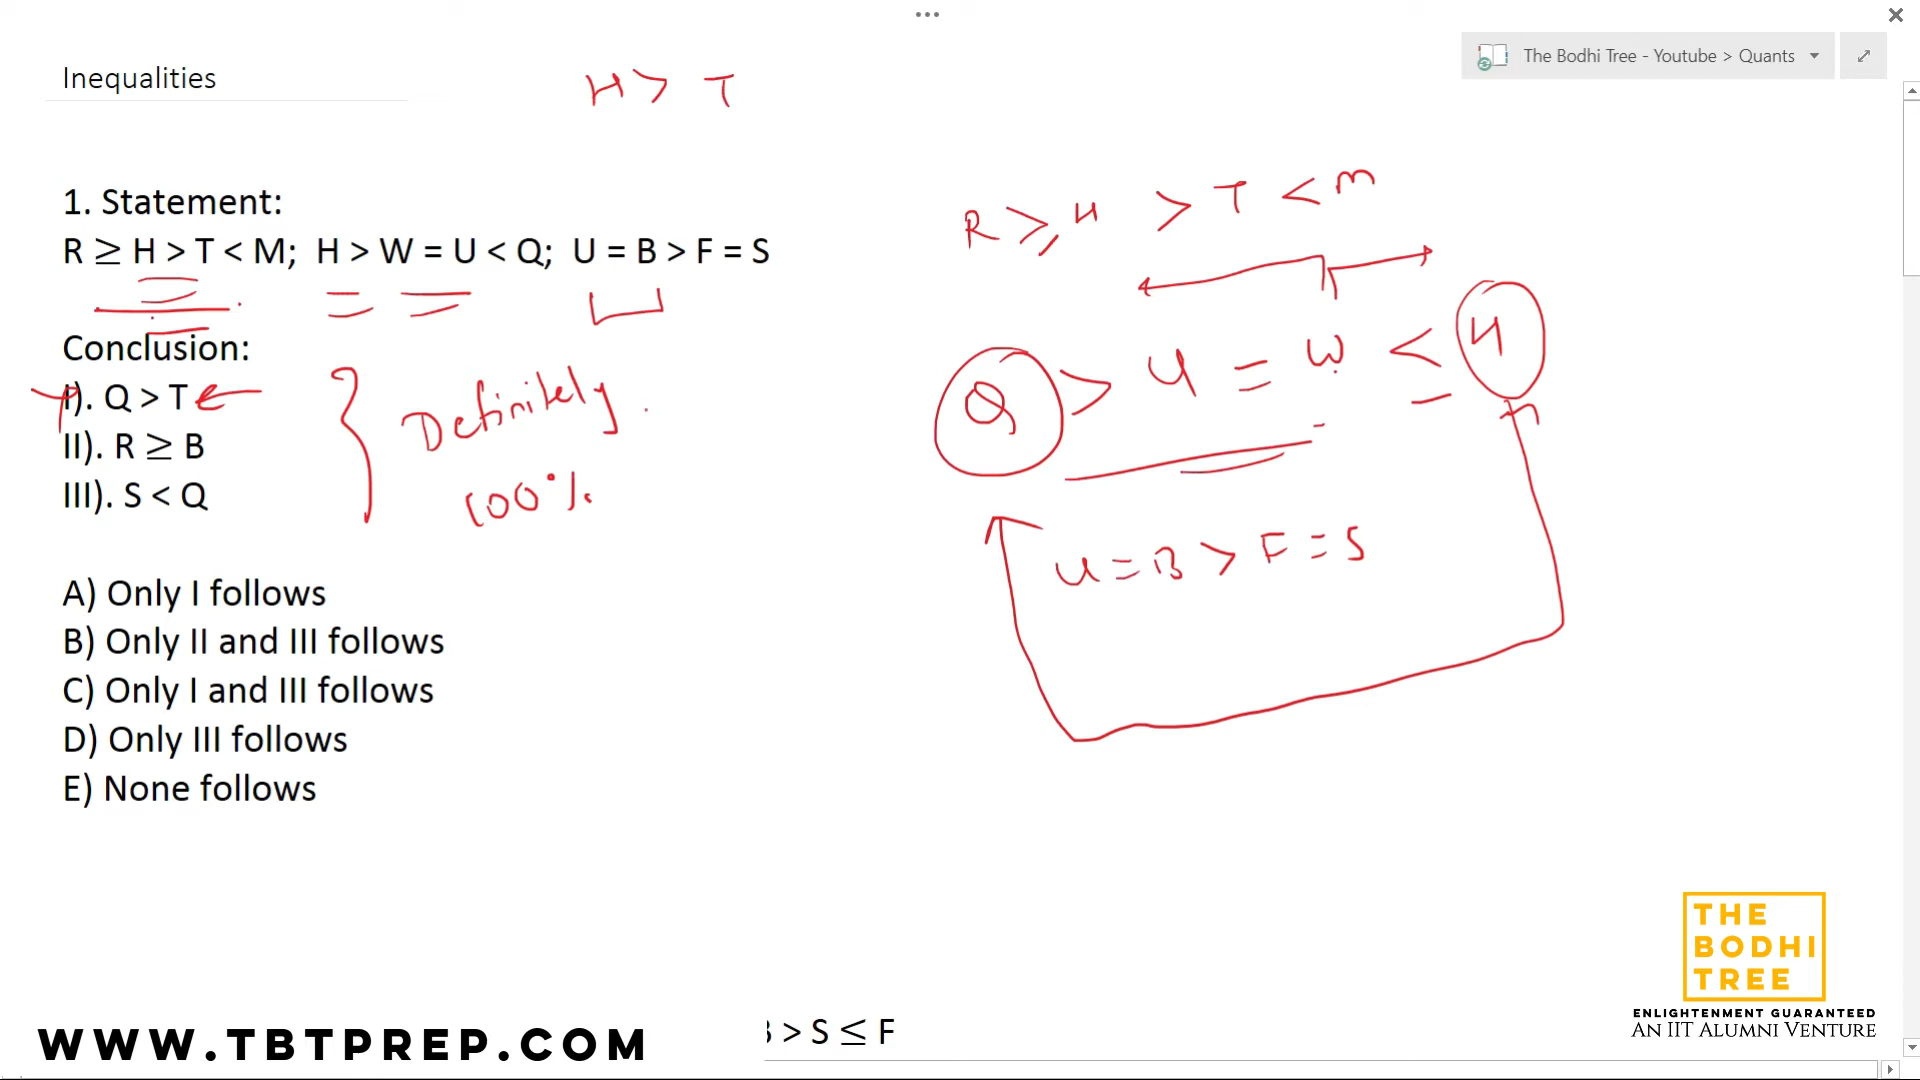 Inequalities
H > T
The Bodhi Tree - Youtube > Quants
1. Statement:
R ≥ H > T < M; H > W = U < Q; U = B > F = S
R ≥ H > T < M
Conclusion:
I). Q > T
II). R ≥ B
III). S < Q
Definitely
100%
Q > U = W < H
U = B > F = S
A) Only I follows
B) Only II and III follows
C) Only I and III follows
D) Only III follows
E) None follows
THE
BODHI
TREE
ENLIGHTENMENT GUARANTEED
AN IIT ALUMNI VENTURE
WWW.TBTPREP.COM
> S ≤ F